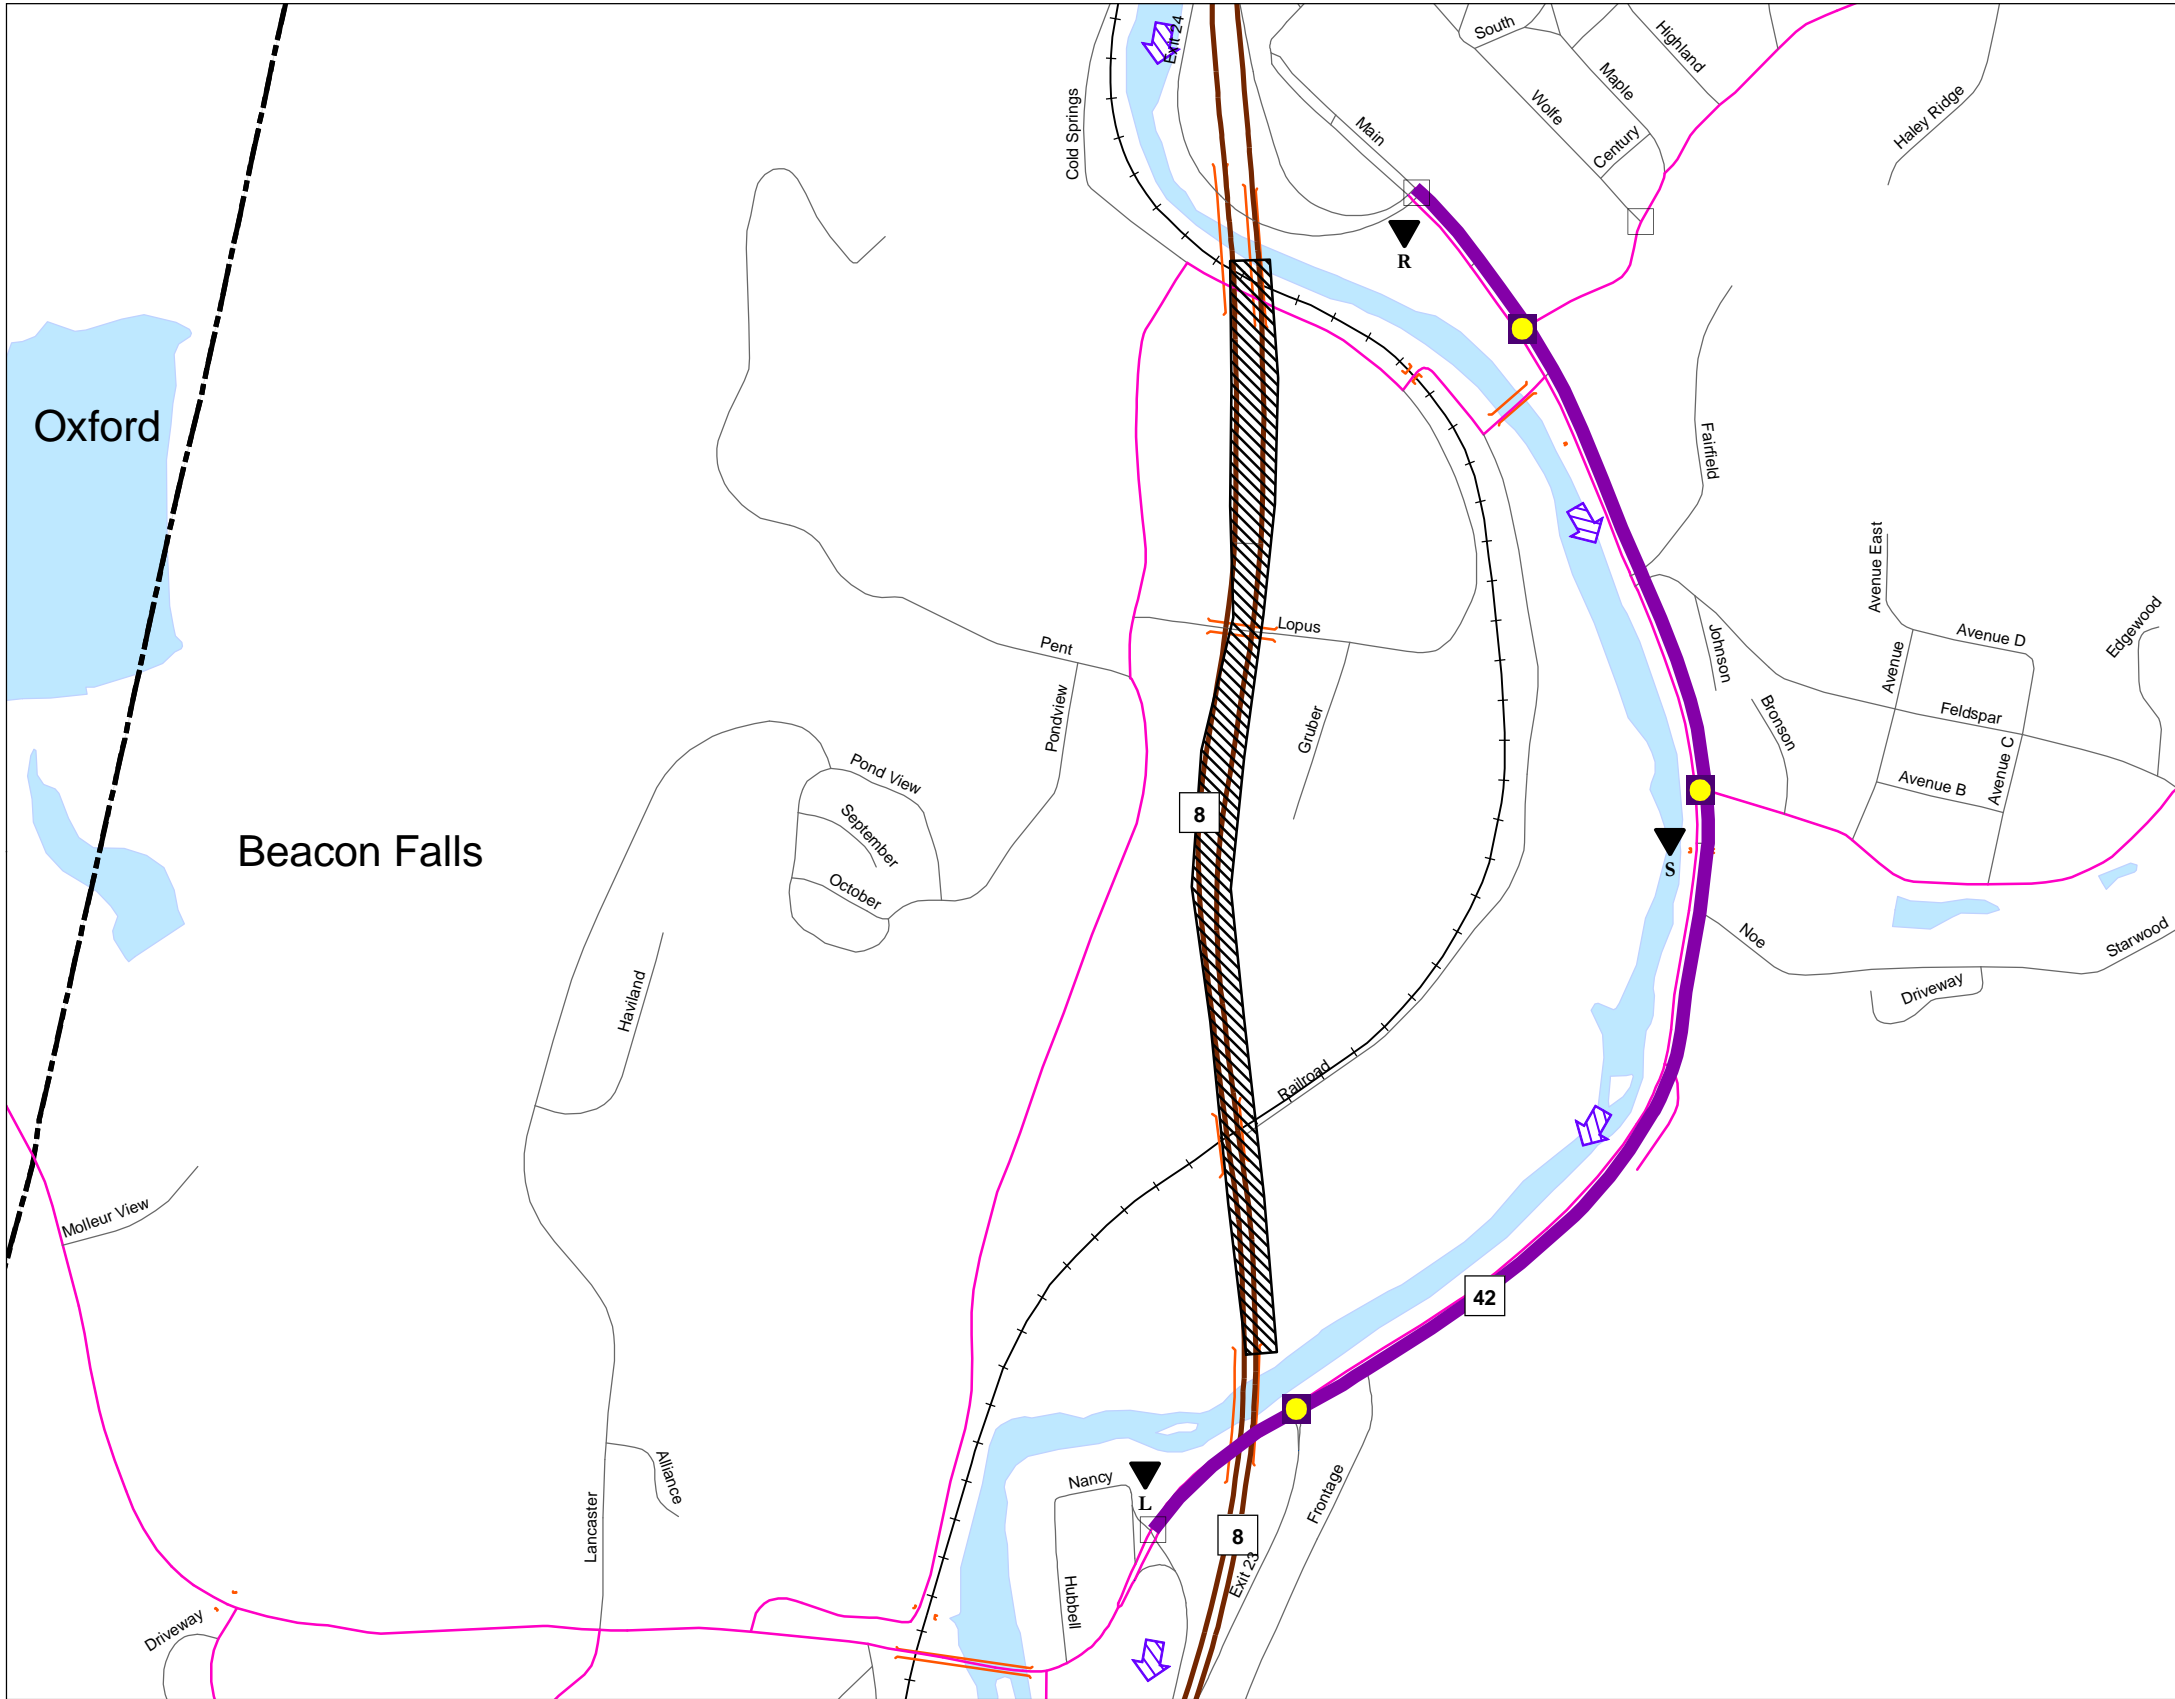 Exit 24
South
Highland
Maple
Wolfe
Century
Haley Ridge
Cold Springs
Main
R
Oxford
Fairfield
Avenue East
Lopus
Pent
Johnson
Avenue D
Edgewood
Avenue
Pondview
Gruber
Bronson
Feldspar
Pond View
Avenue C
Avenue B
8
September
Beacon Falls
S
October
Noe
Starwood
Haviland
Driveway
Railroad
Molleur View
42
Alliance
Nancy
L
Frontage
Lancaster
8
Exit 23
Hubbell
Driveway